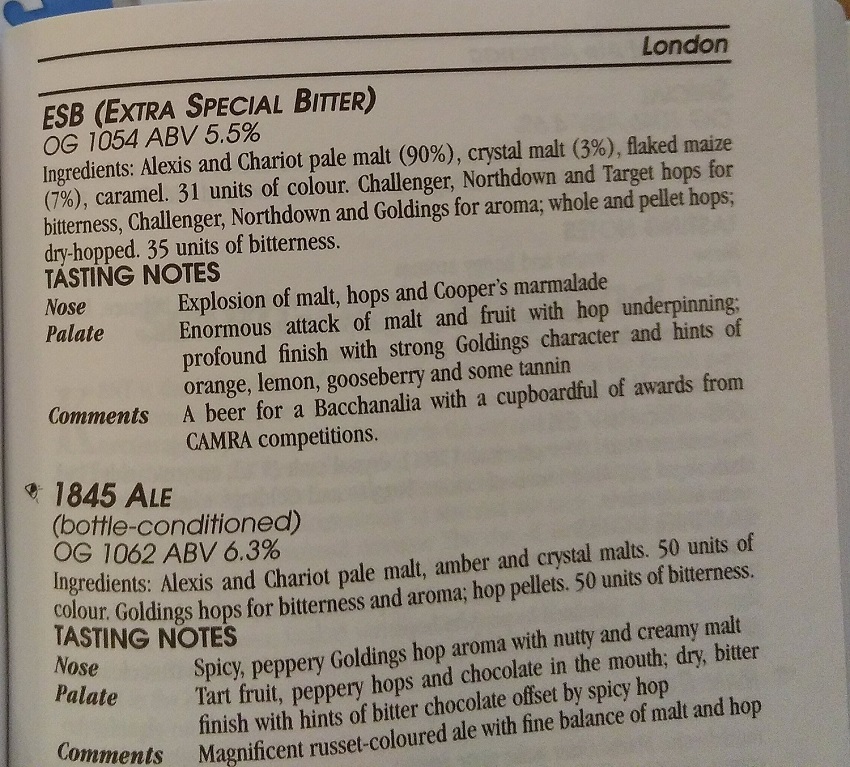 London
ESB (EXTRA SPECIAL BITTER)
OG 1054 ABV 5.5%
Ingredients: Alexis and Chariot pale malt (90%), crystal malt (3%), flaked maize
(7%), caramel. 31 units of colour. Challenger, Northdown and Target hops for
bitterness, Challenger, Northdown and Goldings for aroma; whole and pellet hops;
dry-hopped. 35 units of bitterness.
TASTING NOTES
Nose Explosion of malt, hops and Cooper's marmalade
Palate Enormous attack of malt and fruit with hop underpinning;
profound finish with strong Goldings character and hints of
orange, lemon, gooseberry and some tannin
Comments A beer for a Bacchanalia with a cupboardful of awards from
CAMRA competitions.
1845 ALE
(bottle-conditioned)
OG 1062 ABV 6.3%
Ingredients: Alexis and Chariot pale malt, amber and crystal malts. 50 units of
colour. Goldings hops for bitterness and aroma; hop pellets. 50 units of bitterness.
TASTING NOTES
Nose Spicy, peppery Goldings hop aroma with nutty and creamy malt
Palate Tart fruit, peppery hops and chocolate in the mouth; dry, bitter
finish with hints of bitter chocolate offset by spicy hop
Comments Magnificent russet-coloured ale with fine balance of malt and hop